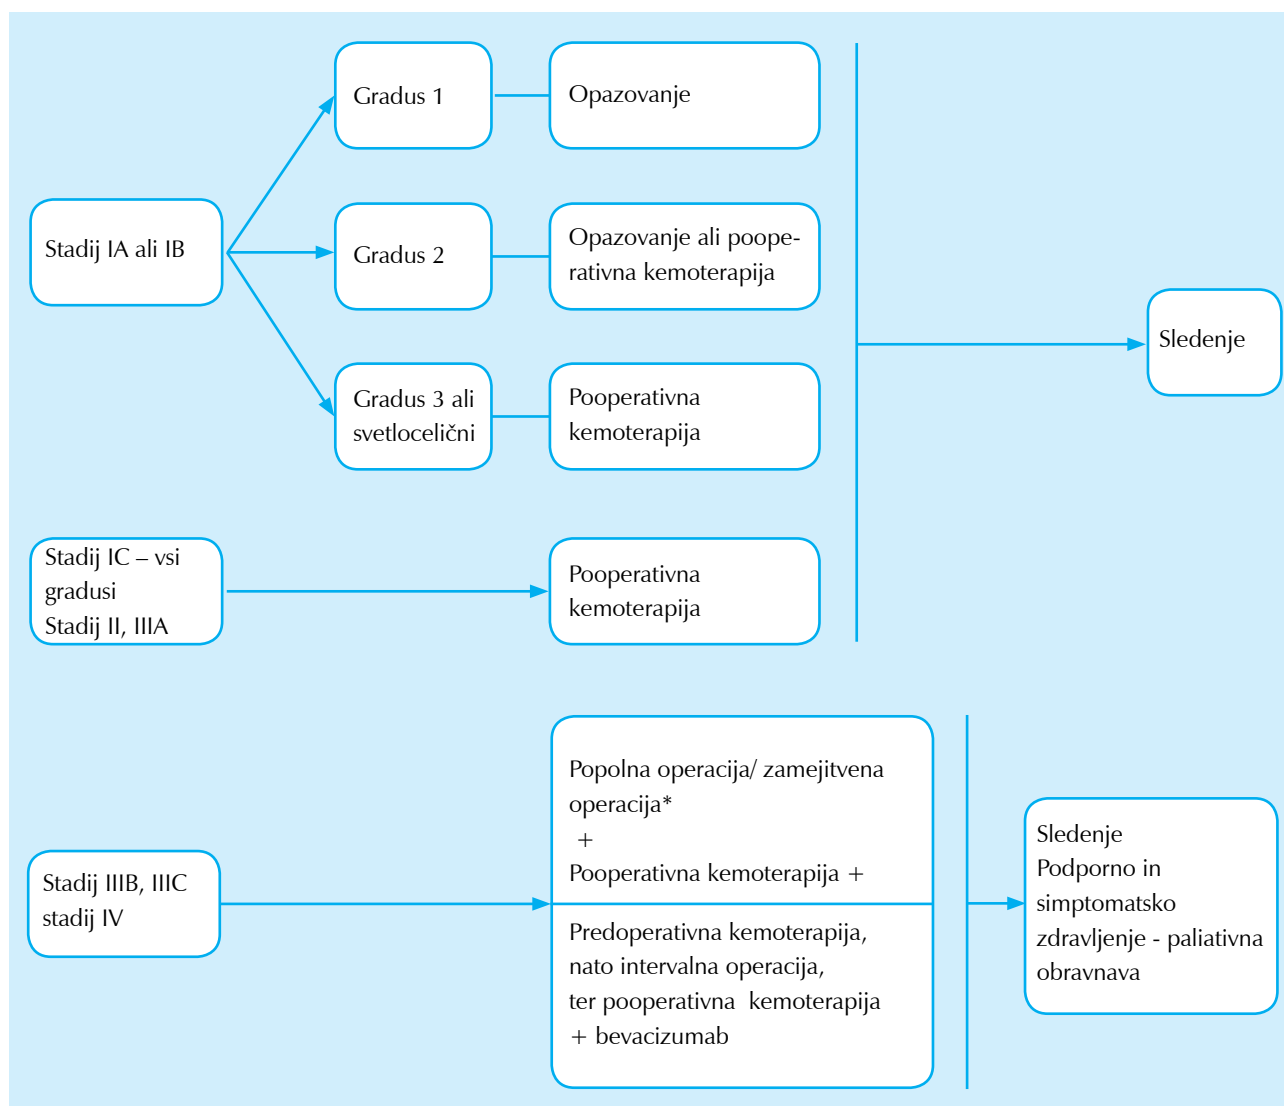 Gradus 1
Opazovanje
Stadij IA ali IB
Gradus 2
Opazovanje ali poope-
rativna kemoterapija
Gradus 3 ali
svetlocelični
Pooperativna
kemoterapija
Sledenje
Stadij IC – vsi
gradusi
Stadij II, IIIA
Pooperativna
kemoterapija
Stadij IIIB, IIIC
stadij IV
Popolna operacija/ zamejitvena
operacija*
+
Pooperativna kemoterapija +
Predoperativna kemoterapija,
nato intervalna operacija,
ter pooperativna kemoterapija
+ bevacizumab
Sledenje
Podporno in
simptomatsko
zdravljenje - paliativna
obravnava